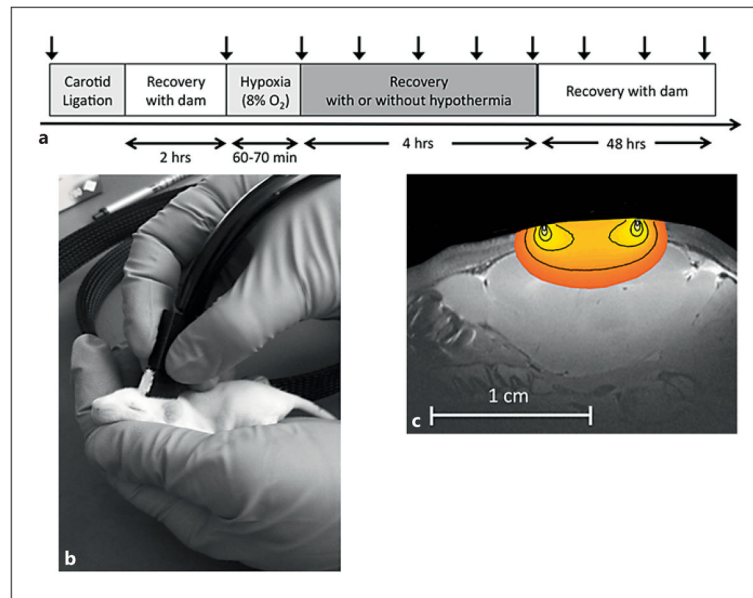 Carotid
Ligation
Recovery
with dam
Hypoxia
(8% O₂)
Recovery
with or without hypothermia
Recovery with dam
a
2 hrs
60-70 min
4 hrs
48 hrs
b
1 cm
c